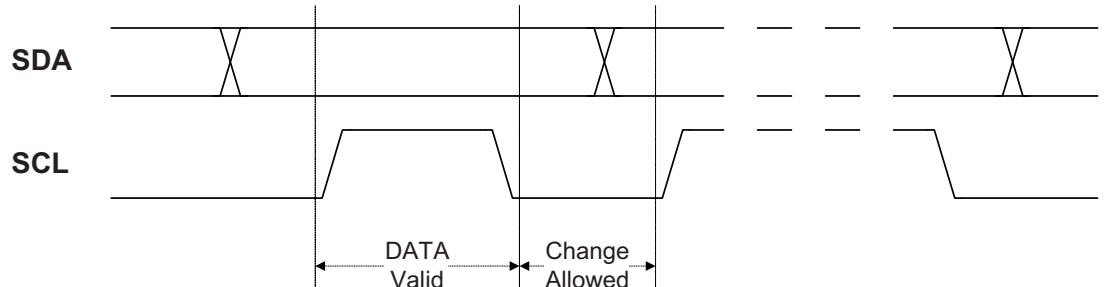 SDA
SCL
DATA
Valid
Change
Allowed